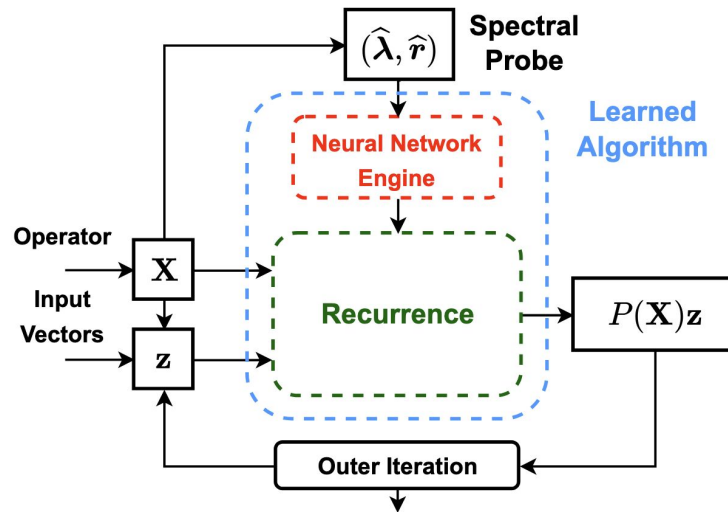 (λ̂, r̂)
Spectral
Probe
Learned
Algorithm
Neural Network
Engine
Operator
X
Input
Vectors
z
Recurrence
P(X)z
Outer Iteration